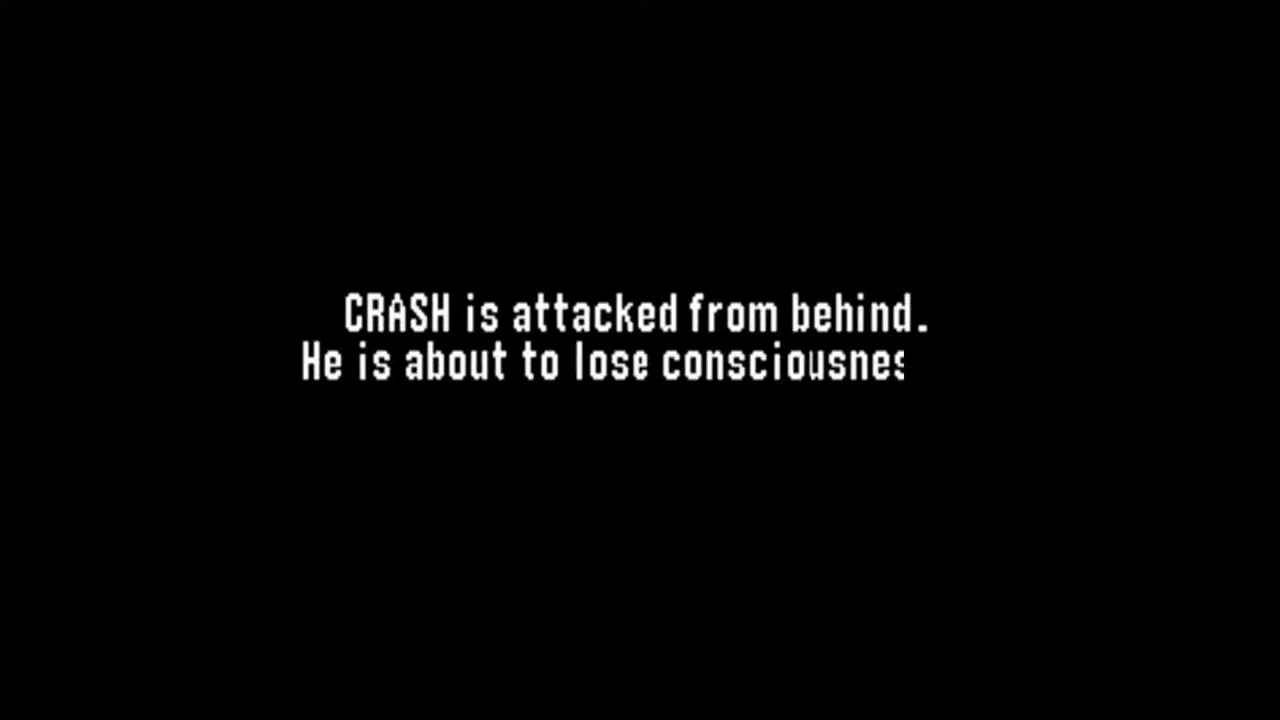 CRASH is attacked from behind.
He is about to lose consciousnes